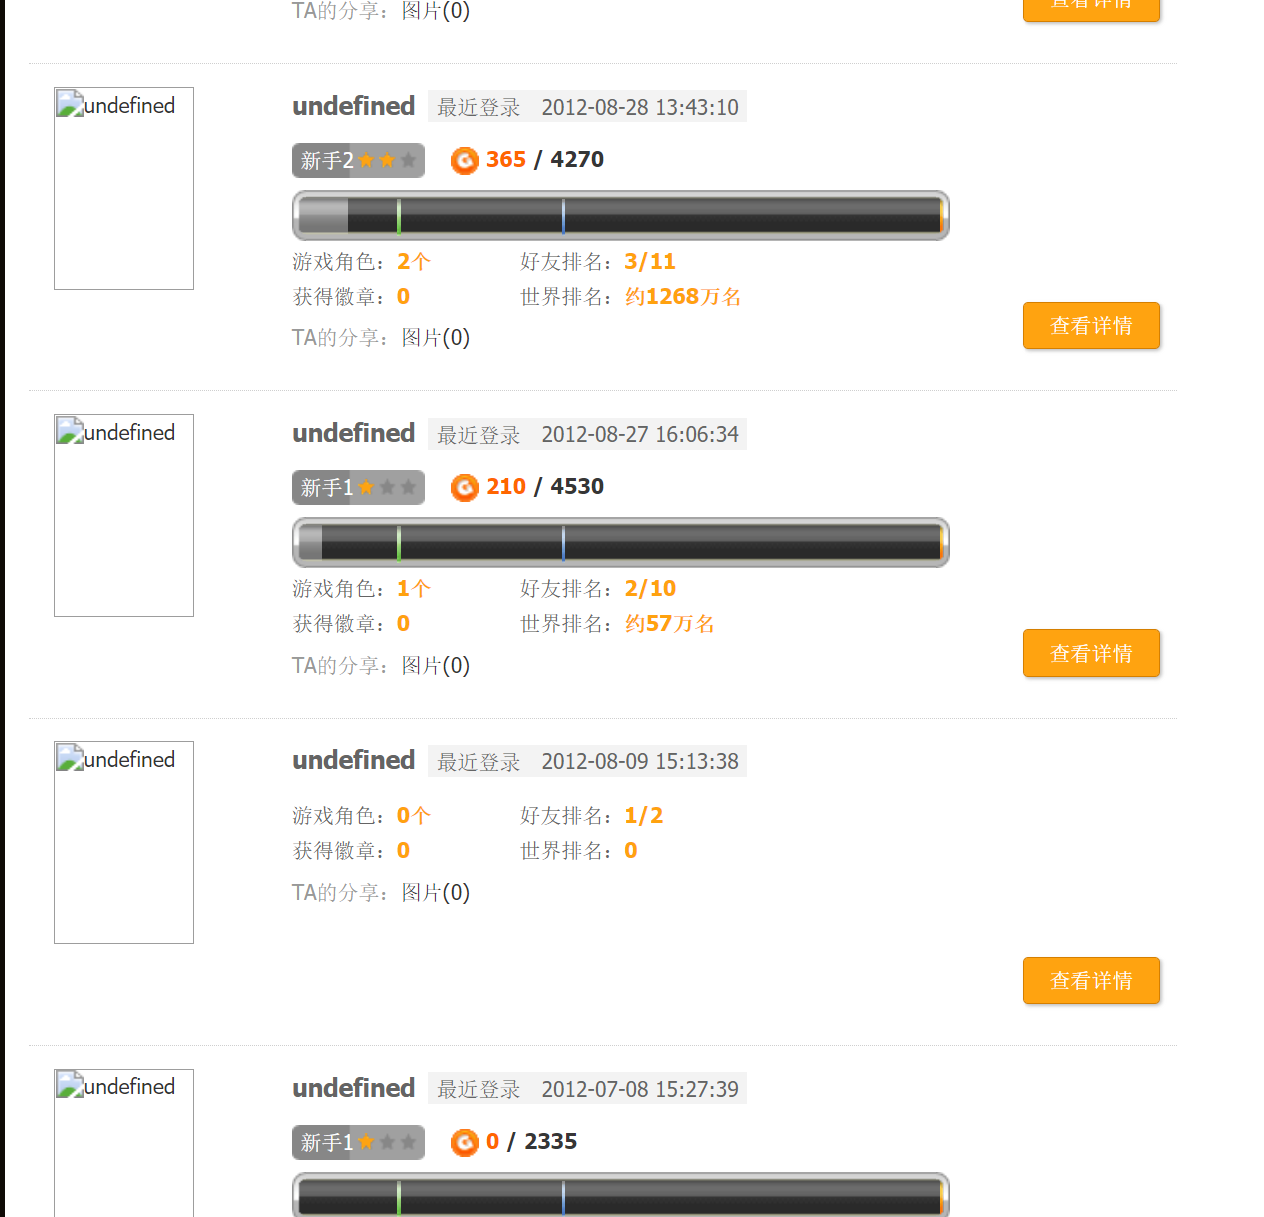 TA的分享：图片(0)
查看详情
undefined
undefined 最近登录 2012-08-28 13:43:10
新手2 365 / 4270
游戏角色：2个 好友排名：3/11
获得徽章：0 世界排名：约1268万名
TA的分享：图片(0)
查看详情
undefined
undefined 最近登录 2012-08-27 16:06:34
新手1 210 / 4530
游戏角色：1个 好友排名：2/10
获得徽章：0 世界排名：约57万名
TA的分享：图片(0)
查看详情
undefined
undefined 最近登录 2012-08-09 15:13:38
游戏角色：0个 好友排名：1/2
获得徽章：0 世界排名：0
TA的分享：图片(0)
查看详情
undefined
undefined 最近登录 2012-07-08 15:27:39
新手1 0 / 2335